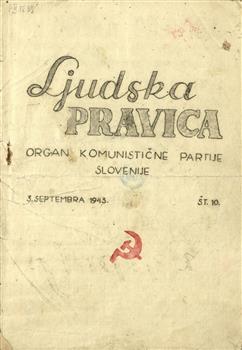 Ljudska
PRAVICA
ORGAN KOMUNISTIČNE PARTIJE
SLOVENIJE
3. SEPTEMBRA 1943.
ŠT. 10.